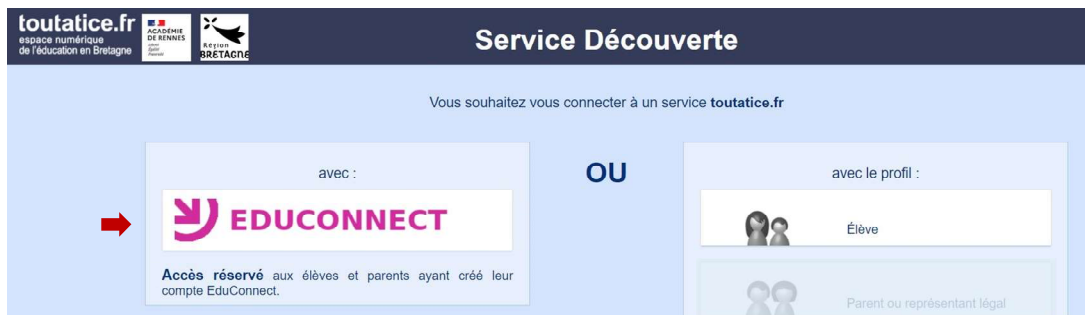 toutatice.fr
espace numérique
de l'éducation en Bretagne
ACADÉMIE
DE RENNES
Région
BRETAGNE
Service Découverte
Vous souhaitez vous connecter à un service toutatice.fr
avec :
EDUCONNECT
Accès réservé aux élèves et parents ayant créé leur
compte EduConnect.
OU
avec le profil :
Élève
Parent ou représentant légal